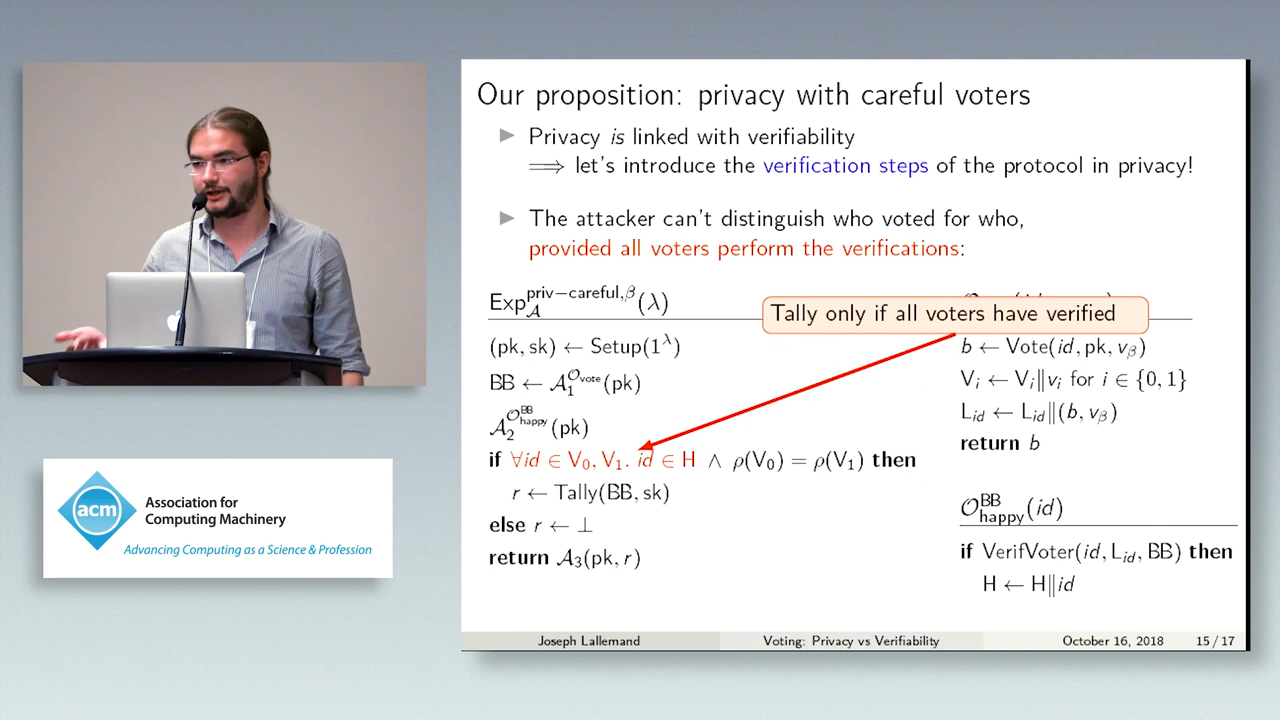 Our proposition: privacy with careful voters
▶ Privacy is linked with verifiability
⟹ let's introduce the verification steps of the protocol in privacy!
▶ The attacker can't distinguish who voted for who,
provided all voters perform the verifications:
Exp_𝒜^{priv−careful,β}(λ)
Tally only if all voters have verified
(pk, sk) ← Setup(1^λ)
BB ← 𝒜_1^{𝒪_vote}(pk)
𝒜_2^{𝒪_happy^BB}(pk)
if ∀id ∈ V_0, V_1. id ∈ H ∧ ρ(V_0) = ρ(V_1) then
r ← Tally(BB, sk)
else r ← ⊥
return 𝒜_3(pk, r)
b ← Vote(id, pk, v_β)
V_i ← V_i‖v_i for i ∈ {0, 1}
L_id ← L_id‖(b, v_β)
return b
𝒪_happy^BB(id)
if VerifVoter(id, L_id, BB) then
H ← H‖id
Joseph Lallemand
Voting: Privacy vs Verifiability
October 16, 2018
15 / 17
acm
Association for
Computing Machinery
Advancing Computing as a Science & Profession